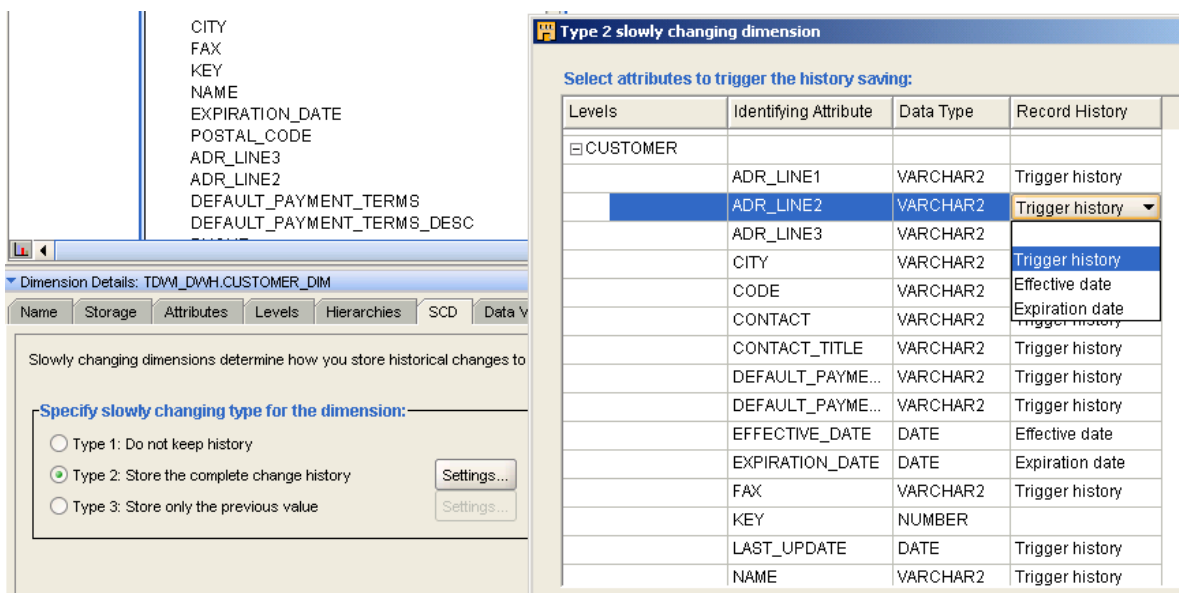 CITY
FAX
KEY
NAME
EXPIRATION_DATE
POSTAL_CODE
ADR_LINE3
ADR_LINE2
DEFAULT_PAYMENT_TERMS
DEFAULT_PAYMENT_TERMS_DESC
Dimension Details: TDWI_DWH.CUSTOMER_DIM
Name Storage Attributes Levels Hierarchies SCD Data V
Slowly changing dimensions determine how you store historical changes to
Specify slowly changing type for the dimension:
Type 1: Do not keep history
Type 2: Store the complete change history Settings...
Type 3: Store only the previous value Settings...
Type 2 slowly changing dimension
Select attributes to trigger the history saving:
Levels Identifying Attribute Data Type Record History
CUSTOMER
ADR_LINE1 VARCHAR2 Trigger history
ADR_LINE2 VARCHAR2 Trigger history
ADR_LINE3 VARCHAR2
CITY VARCHAR2 Trigger history
CODE VARCHAR2 Effective date
CONTACT VARCHAR2 Expiration date
Trigger history
CONTACT_TITLE VARCHAR2 Trigger history
DEFAULT_PAYME... VARCHAR2 Trigger history
DEFAULT_PAYME... VARCHAR2 Trigger history
EFFECTIVE_DATE DATE Effective date
EXPIRATION_DATE DATE Expiration date
FAX VARCHAR2 Trigger history
KEY NUMBER
LAST_UPDATE DATE Trigger history
NAME VARCHAR2 Trigger history